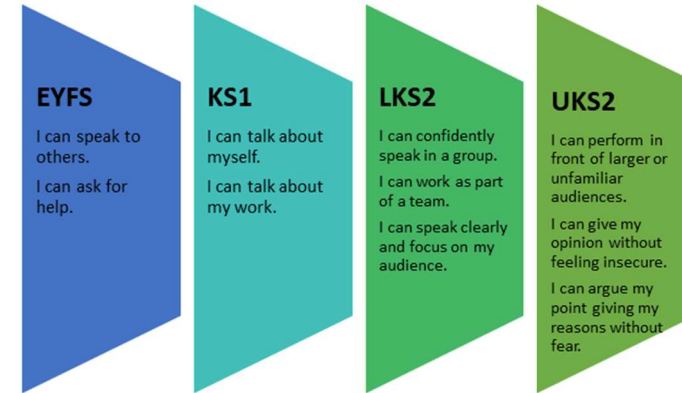 EYFS
I can speak to
others.
I can ask for
help.
KS1
I can talk about
myself.
I can talk about
my work.
LKS2
I can confidently
speak in a group.
I can work as part
of a team.
I can speak clearly
and focus on my
audience.
UKS2
I can perform in
front of larger or
unfamiliar
audiences.
I can give my
opinion without
feeling insecure.
I can argue my
point giving my
reasons without
fear.